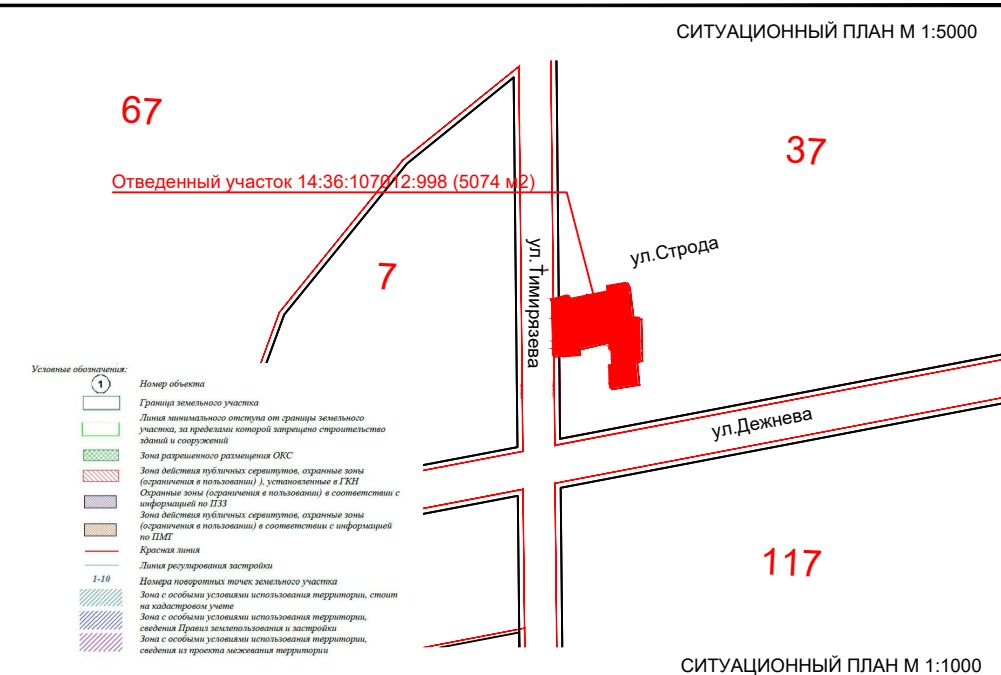 СИТУАЦИОННЫЙ ПЛАН М 1:5000
67
37
Отведенный участок 14:36:107012:998 (5074 м2)
ул.Строда
7
ул. Тимирязева
ул.Дежнева
117
Условные обозначения:
1
Номер объекта
Граница земельного участка
Линия минимального отступа от границы земельного
участка, за пределами которой запрещено строительство
зданий и сооружений
Зона разрешенного размещения ОКС
Зона действия публичных сервитутов, охранные зоны
(ограничения в пользовании) ), установленные в ГКН
Охранные зоны (ограничения в пользовании) в соответствии с
информацией по ПЗЗ
Зона действия публичных сервитутов, охранные зоны
(ограничения в пользовании) в соответствии с информацией
по ПМТ
Красная линия
Линия регулирования застройки
1-10
Номера поворотных точек земельного участка
Зона с особыми условиями использования территории, стоит
на кадастровом учете
Зона с особыми условиями использования территории,
сведения Правил землепользования и застройки
Зона с особыми условиями использования территории,
сведения из проекта межевания территории
СИТУАЦИОННЫЙ ПЛАН М 1:1000